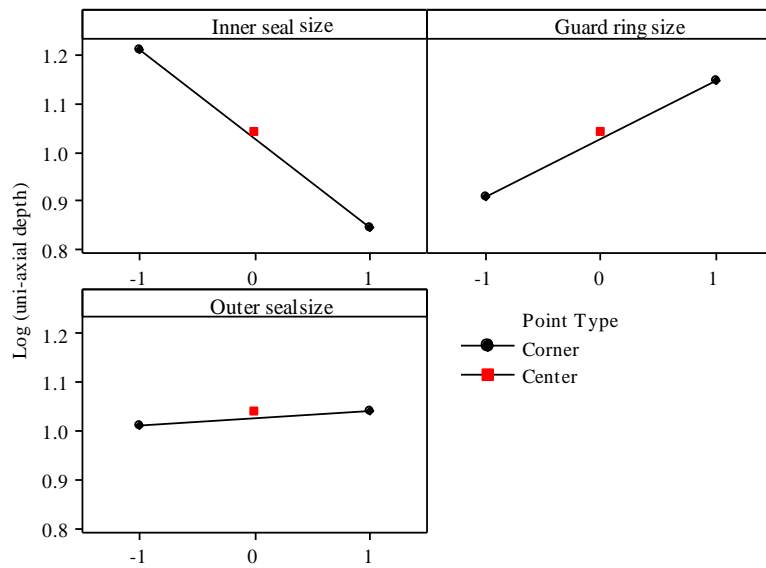 Inner seal size
Guard ring size
1.2
1.1
1.0
0.9
0.8
-1
0
1
-1
0
1
Log (uni-axial depth)
Outer seal size
1.2
1.1
1.0
0.9
0.8
-1
0
1
Point Type
Corner
Center